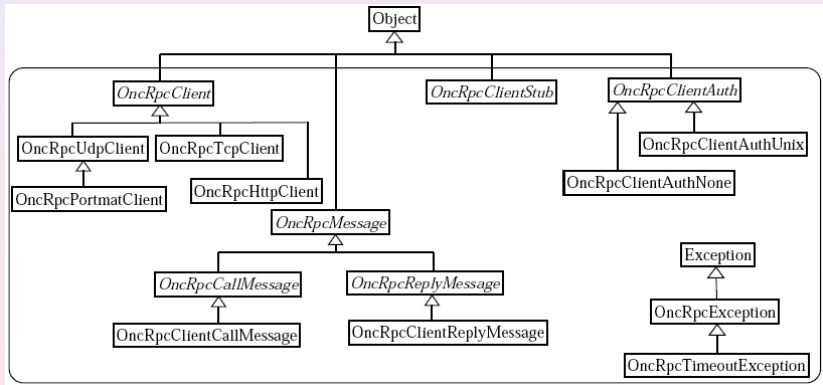 Object
OncRpcClient
OncRpcClientStub
OncRpcClientAuth
OncRpcUdpClient
OncRpcTcpClient
OncRpcClientAuthUnix
OncRpcPortmatClient
OncRpcHttpClient
OncRpcClientAuthNone
OncRpcMessage
Exception
OncRpcCallMessage
OncRpcReplyMessage
OncRpcException
OncRpcClientCallMessage
OncRpcClientReplyMessage
OncRpcTimeoutException